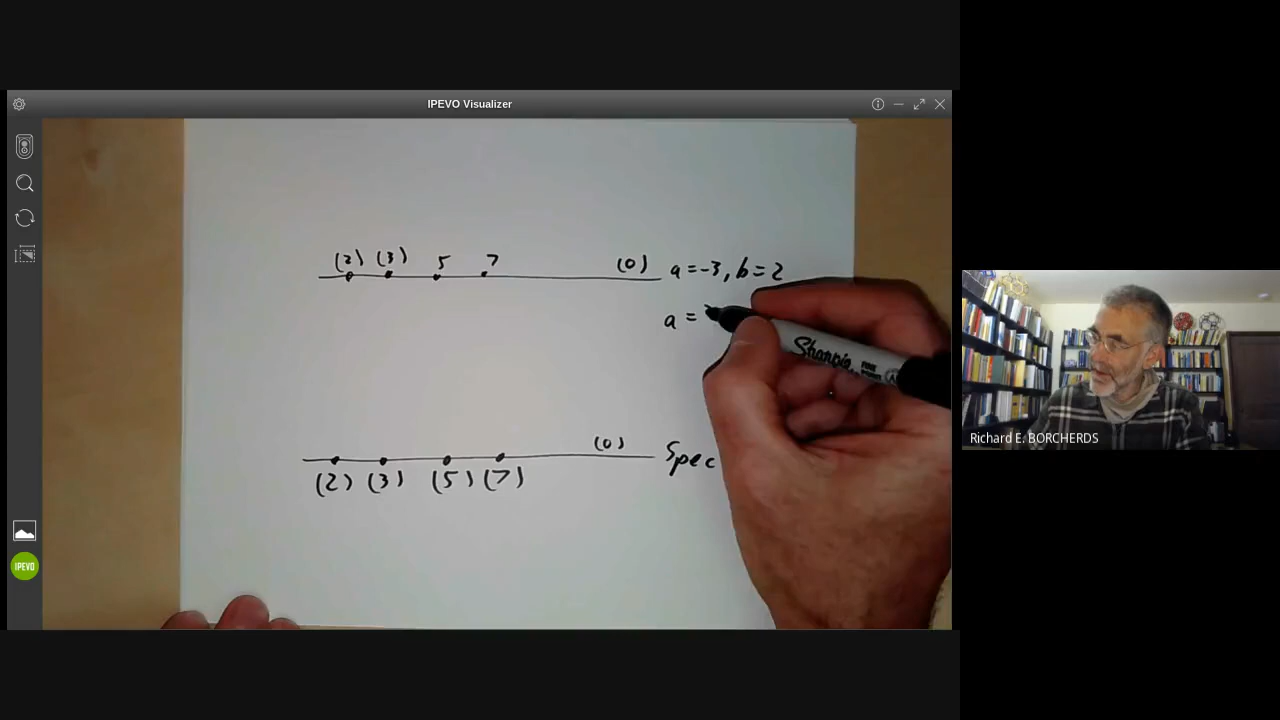 IPEVO Visualizer
(2) (3) 5 7 (0) a=-3, b=2
a =
Sharpie
(0) Spec
(2) (3) (5) (7)
IPEVO
Richard E. BORCHERDS